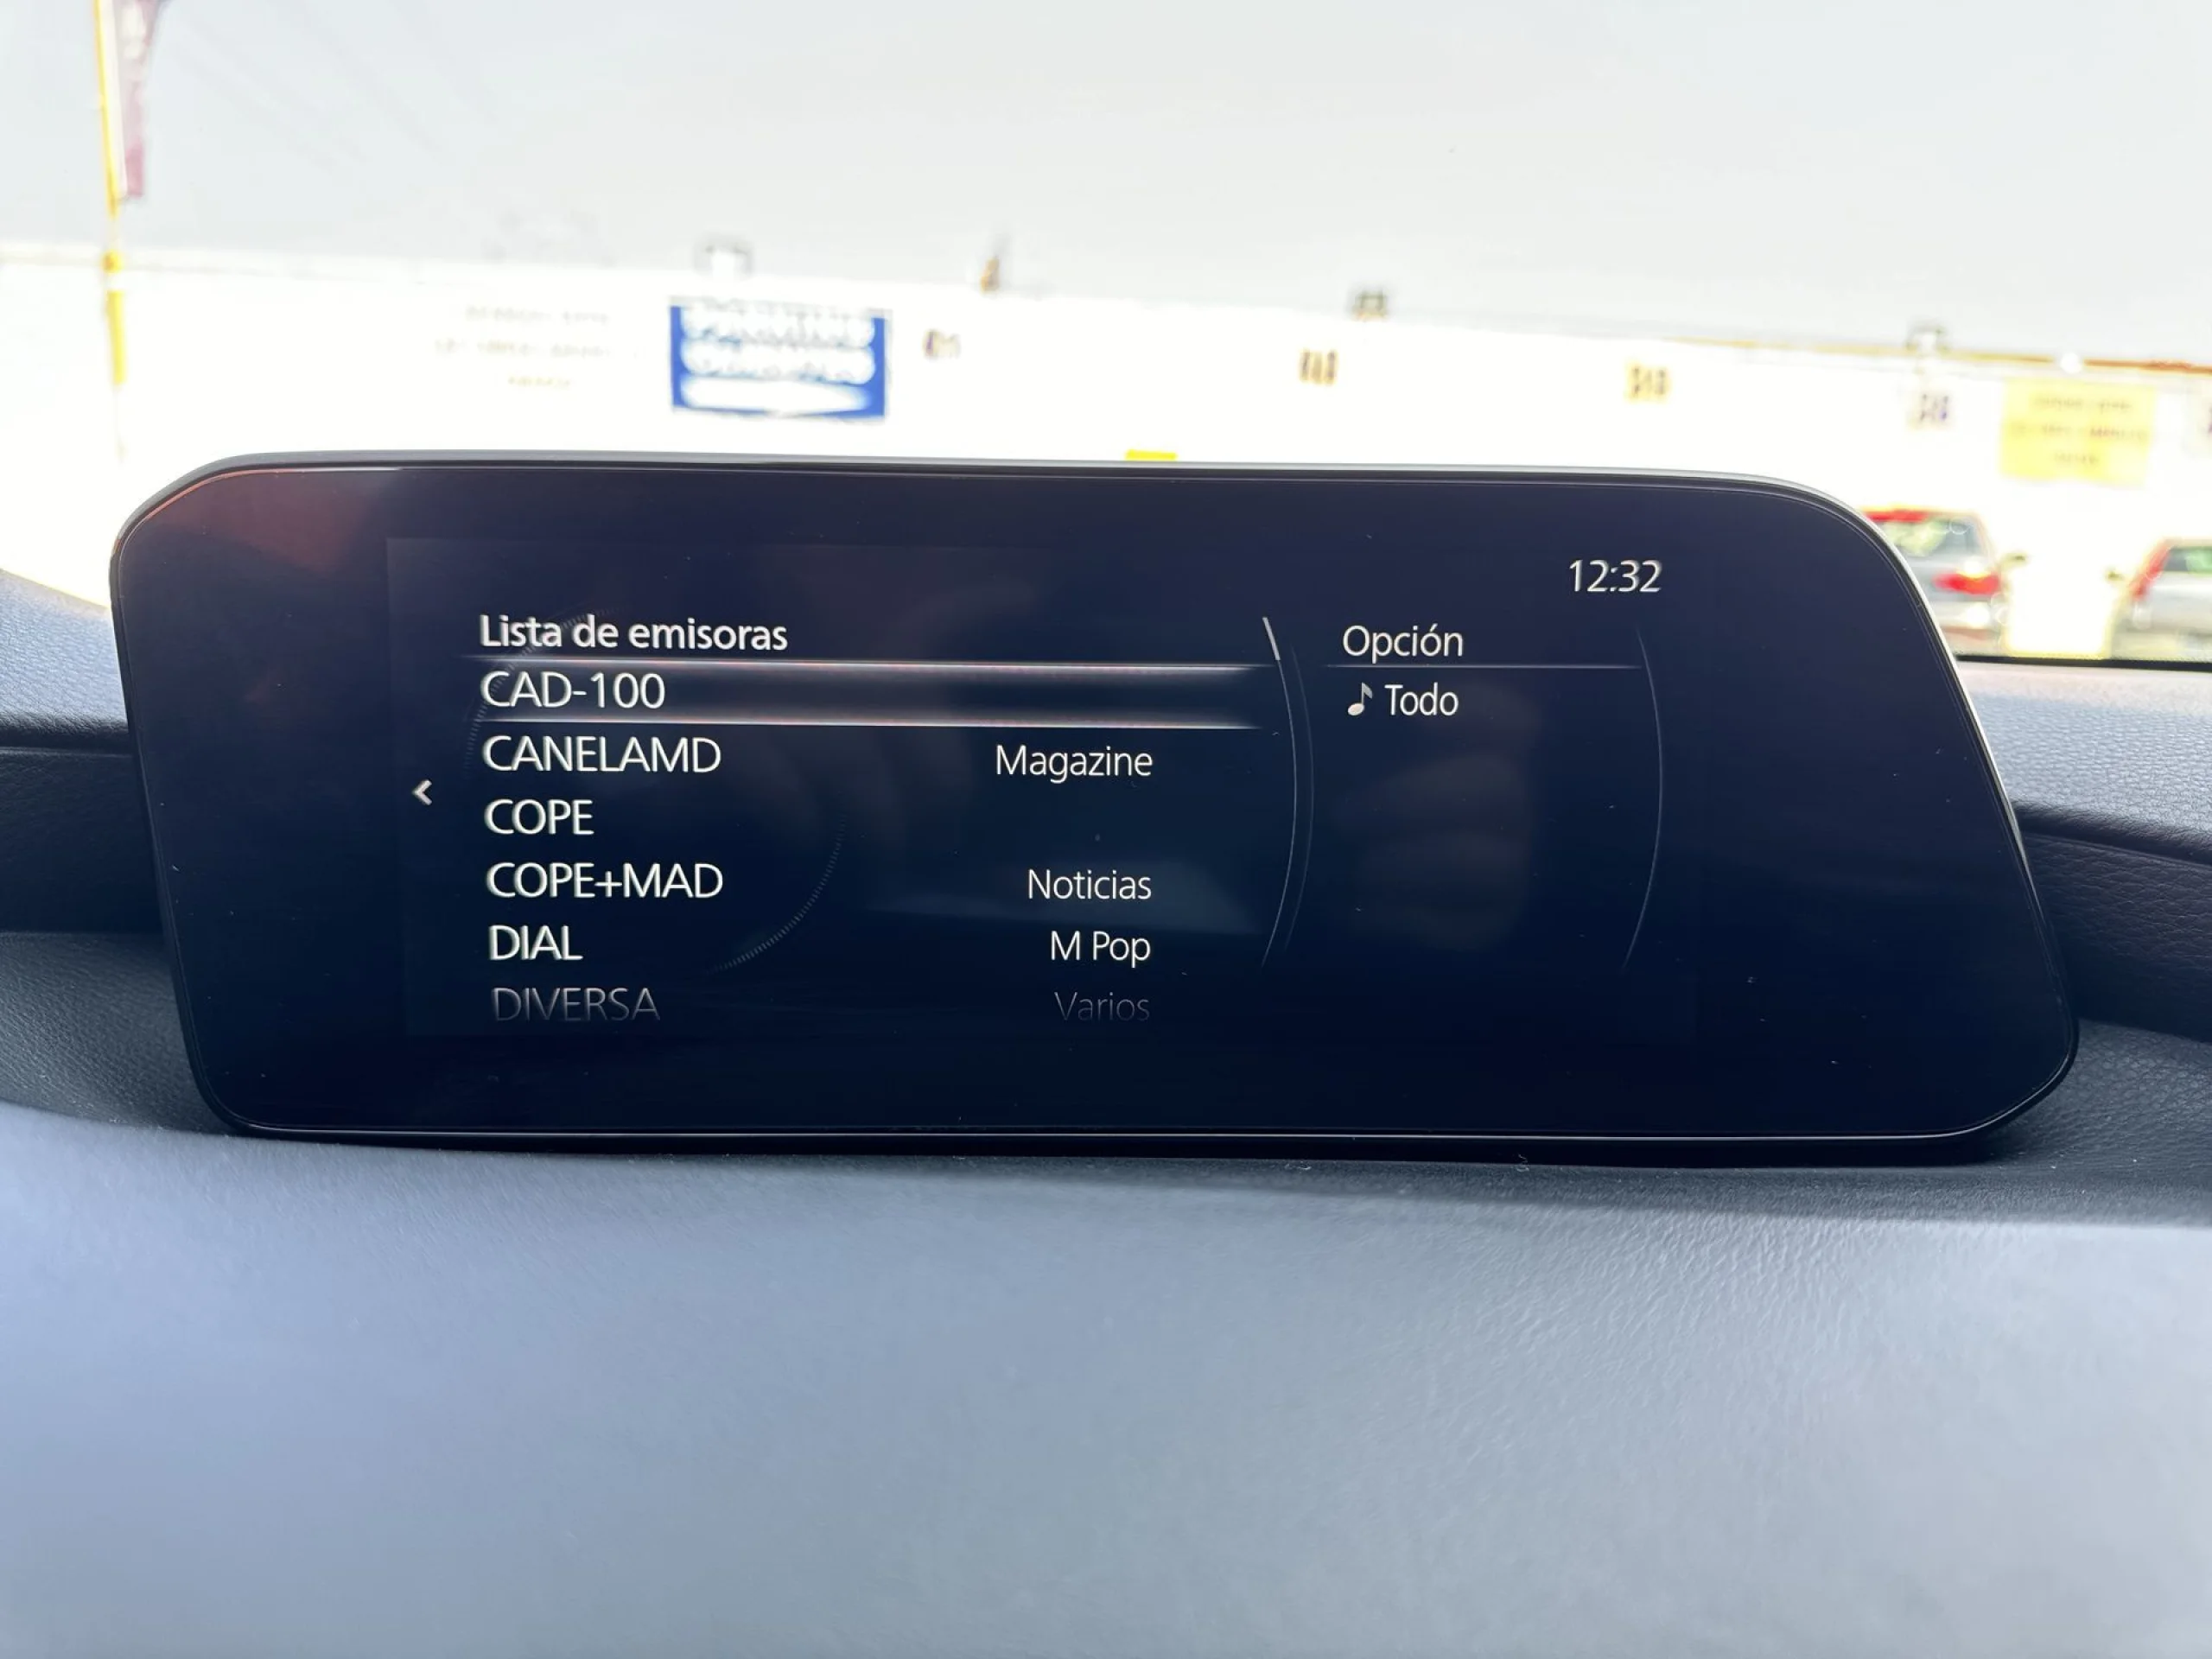 12:32
Lista de emisoras
CAD-100
CANELAMD Magazine
COPE
COPE+MAD Noticias
DIAL M Pop
DIVERSA Varios
Opción
Todo